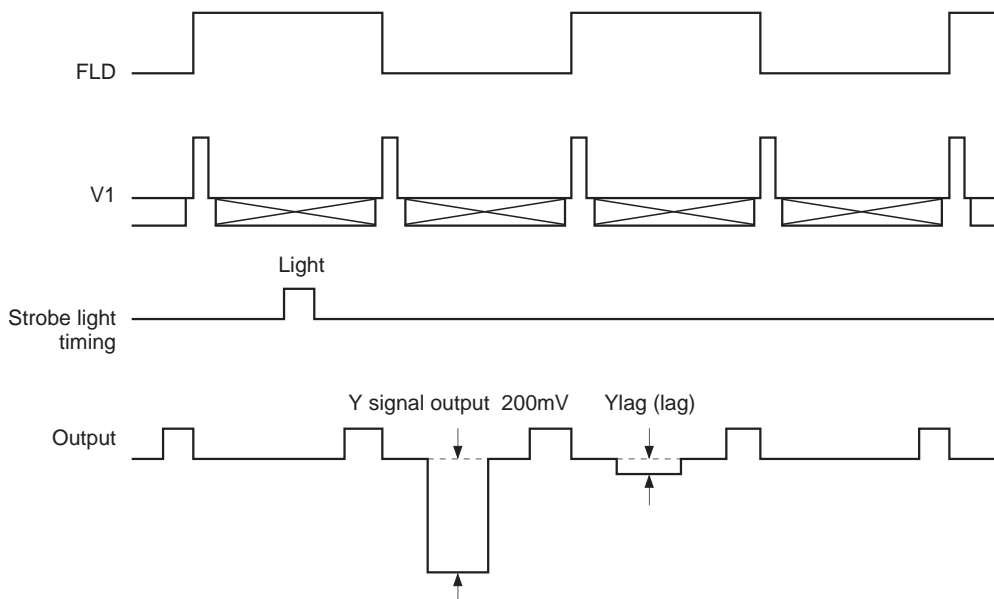 FLD
V1
Light
Strobe light
timing
Y signal output 200mV
Ylag (lag)
Output